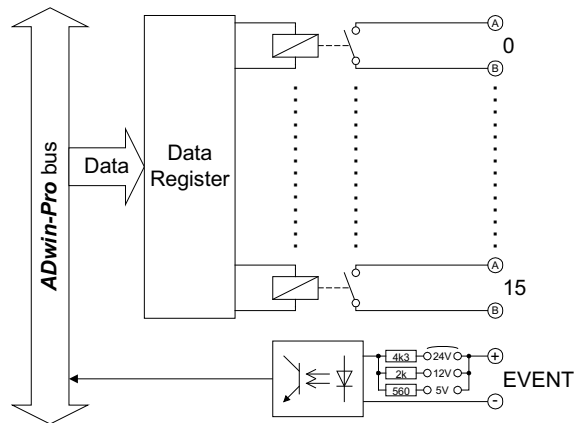 A
0
B
ADwin-Pro bus
Data
Data
Register
A
15
B
4k3 24V
2k 12V
560 5V
+
EVENT
-